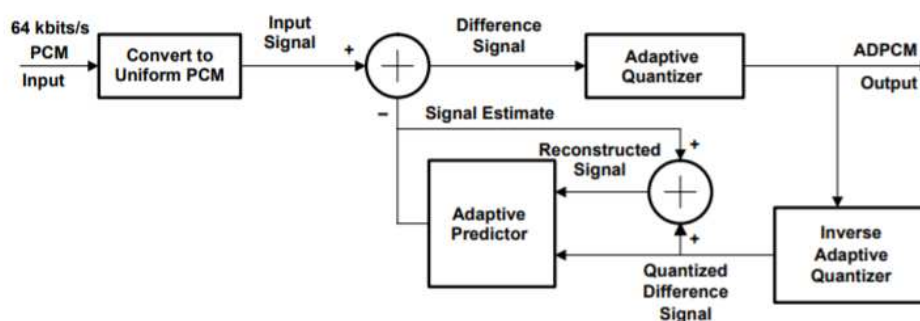 64 kbits/s
PCM
Input
Convert to
Uniform PCM
Input
Signal
+
Difference
Signal
Adaptive
Quantizer
ADPCM
Output
–
Signal Estimate
+
Reconstructed
Signal
Adaptive
Predictor
+
Quantized
Difference
Signal
Inverse
Adaptive
Quantizer